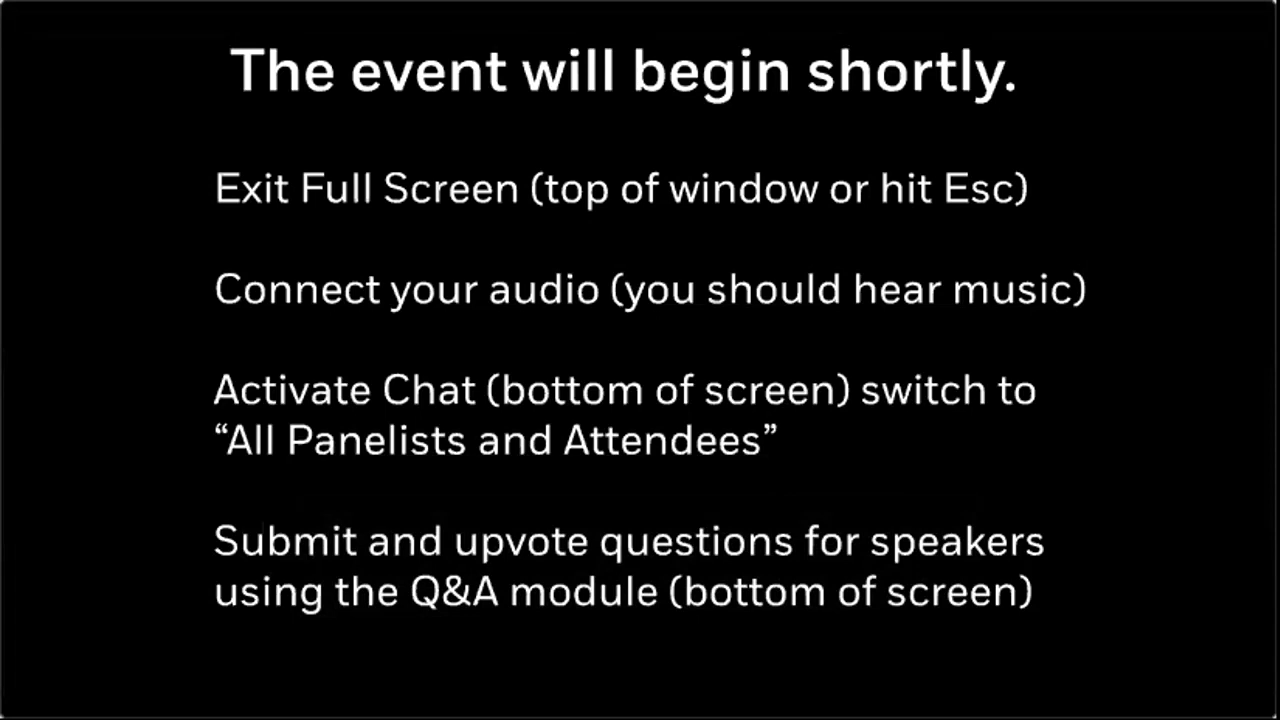 The event will begin shortly.
Exit Full Screen (top of window or hit Esc)
Connect your audio (you should hear music)
Activate Chat (bottom of screen) switch to
“All Panelists and Attendees”
Submit and upvote questions for speakers
using the Q&A module (bottom of screen)